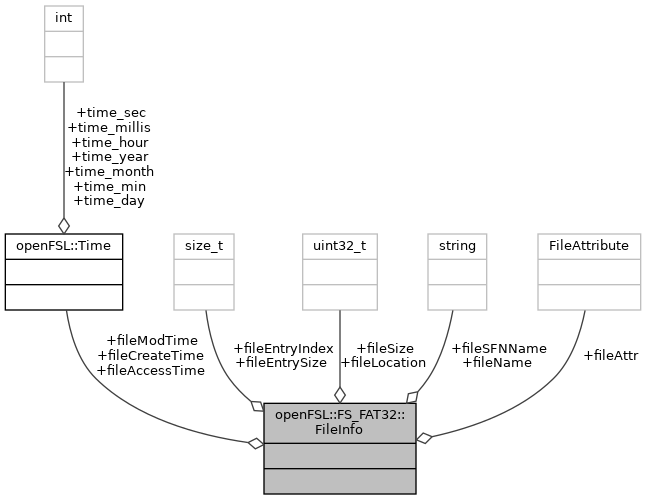 int
+time_sec
+time_millis
+time_hour
+time_year
+time_month
+time_min
+time_day
openFSL::Time
size_t
uint32_t
string
FileAttribute
+fileModTime
+fileCreateTime
+fileAccessTime
+fileEntryIndex
+fileEntrySize
+fileSize
+fileLocation
+fileSFNName
+fileName
+fileAttr
openFSL::FS_FAT32::
FileInfo